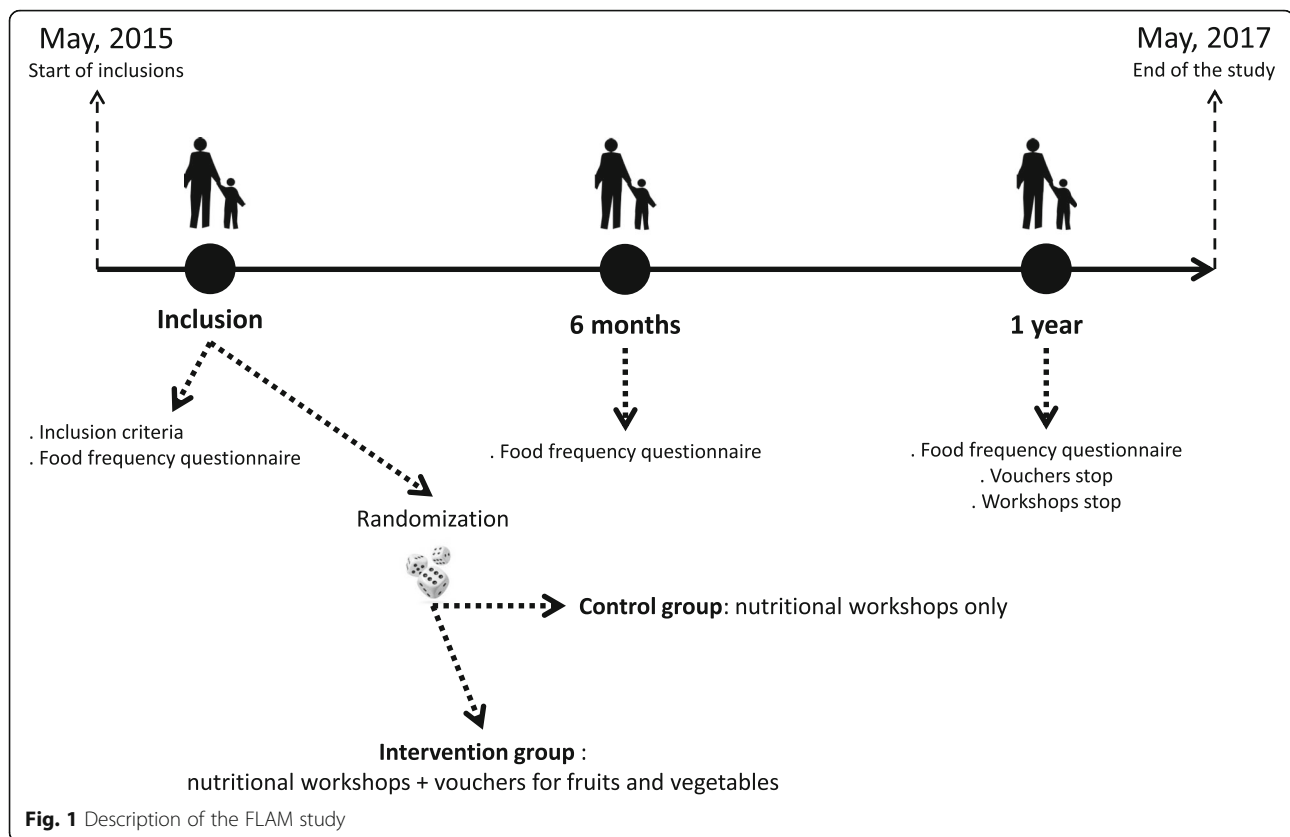 May, 2015
Start of inclusions
May, 2017
End of the study
Inclusion
6 months
1 year
. Inclusion criteria
. Food frequency questionnaire
. Food frequency questionnaire
. Food frequency questionnaire
. Vouchers stop
. Workshops stop
Randomization
Control group: nutritional workshops only
Intervention group :
nutritional workshops + vouchers for fruits and vegetables
Fig. 1 Description of the FLAM study